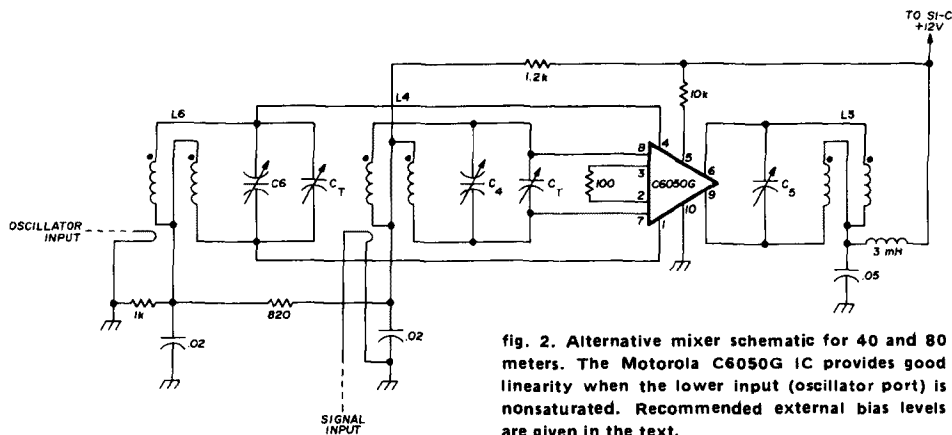 TO S1-C
+12V
1.2k
10k
L6
L4
L5
C6
CT
C4
CT
8
3
100
2
7
4
5
C6050G
6
9
10
1
C5
OSCILLATOR
INPUT
3 mH
1k
820
.02
.02
.05
SIGNAL
INPUT
fig. 2. Alternative mixer schematic for 40 and 80
meters. The Motorola C6050G IC provides good
linearity when the lower input (oscillator port) is
nonsaturated. Recommended external bias levels
are given in the text.